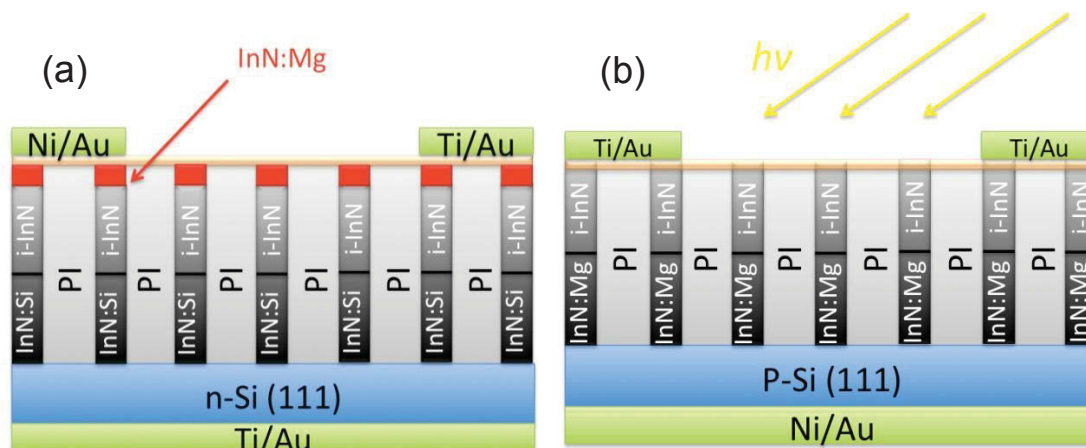 (a)
InN:Mg
Ni/Au
Ti/Au
i-InN
i-InN
i-InN
i-InN
i-InN
i-InN
i-InN
PI
PI
PI
PI
PI
PI
InN:Si
InN:Si
InN:Si
InN:Si
InN:Si
InN:Si
InN:Si
n-Si (111)
Ti/Au
(b)
hν
Ti/Au
Ti/Au
i-InN
i-InN
i-InN
i-InN
i-InN
i-InN
i-InN
PI
PI
PI
PI
PI
PI
InN:Mg
InN:Mg
InN:Mg
InN:Mg
InN:Mg
InN:Mg
InN:Mg
P-Si (111)
Ni/Au